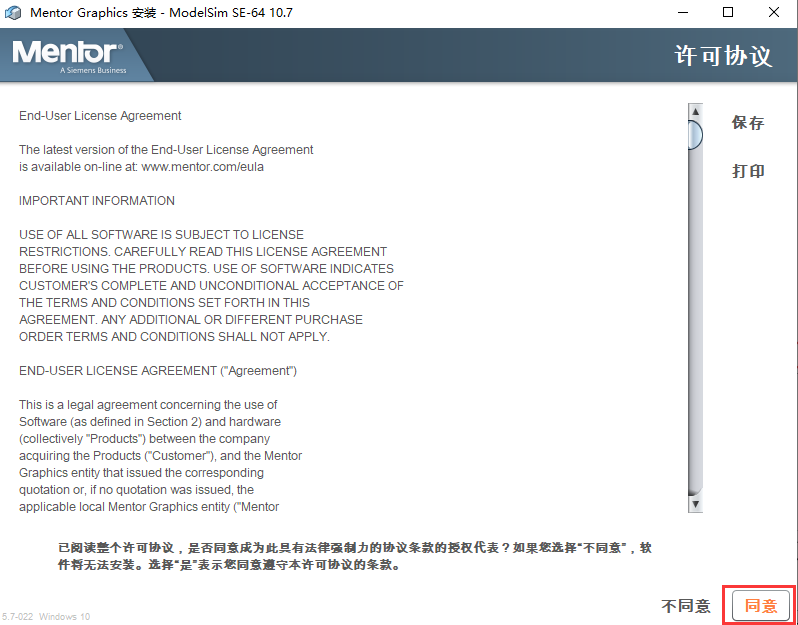 Mentor Graphics 安装 - ModelSim SE-64 10.7
Mentor®
A Siemens Business
许可协议
End-User License Agreement
The latest version of the End-User License Agreement
is available on-line at: www.mentor.com/eula
IMPORTANT INFORMATION
USE OF ALL SOFTWARE IS SUBJECT TO LICENSE
RESTRICTIONS. CAREFULLY READ THIS LICENSE AGREEMENT
BEFORE USING THE PRODUCTS. USE OF SOFTWARE INDICATES
CUSTOMER'S COMPLETE AND UNCONDITIONAL ACCEPTANCE OF
THE TERMS AND CONDITIONS SET FORTH IN THIS
AGREEMENT. ANY ADDITIONAL OR DIFFERENT PURCHASE
ORDER TERMS AND CONDITIONS SHALL NOT APPLY.
END-USER LICENSE AGREEMENT ("Agreement")
This is a legal agreement concerning the use of
Software (as defined in Section 2) and hardware
(collectively "Products") between the company
acquiring the Products ("Customer"), and the Mentor
Graphics entity that issued the corresponding
quotation or, if no quotation was issued, the
applicable local Mentor Graphics entity ("Mentor
保存
打印
已阅读整个许可协议，是否同意成为此具有法律强制力的协议条款的授权代表？如果您选择“不同意”，软
件将无法安装。选择“是”表示您同意遵守本许可协议的条款。
不同意
同意
5.7-022 Windows 10